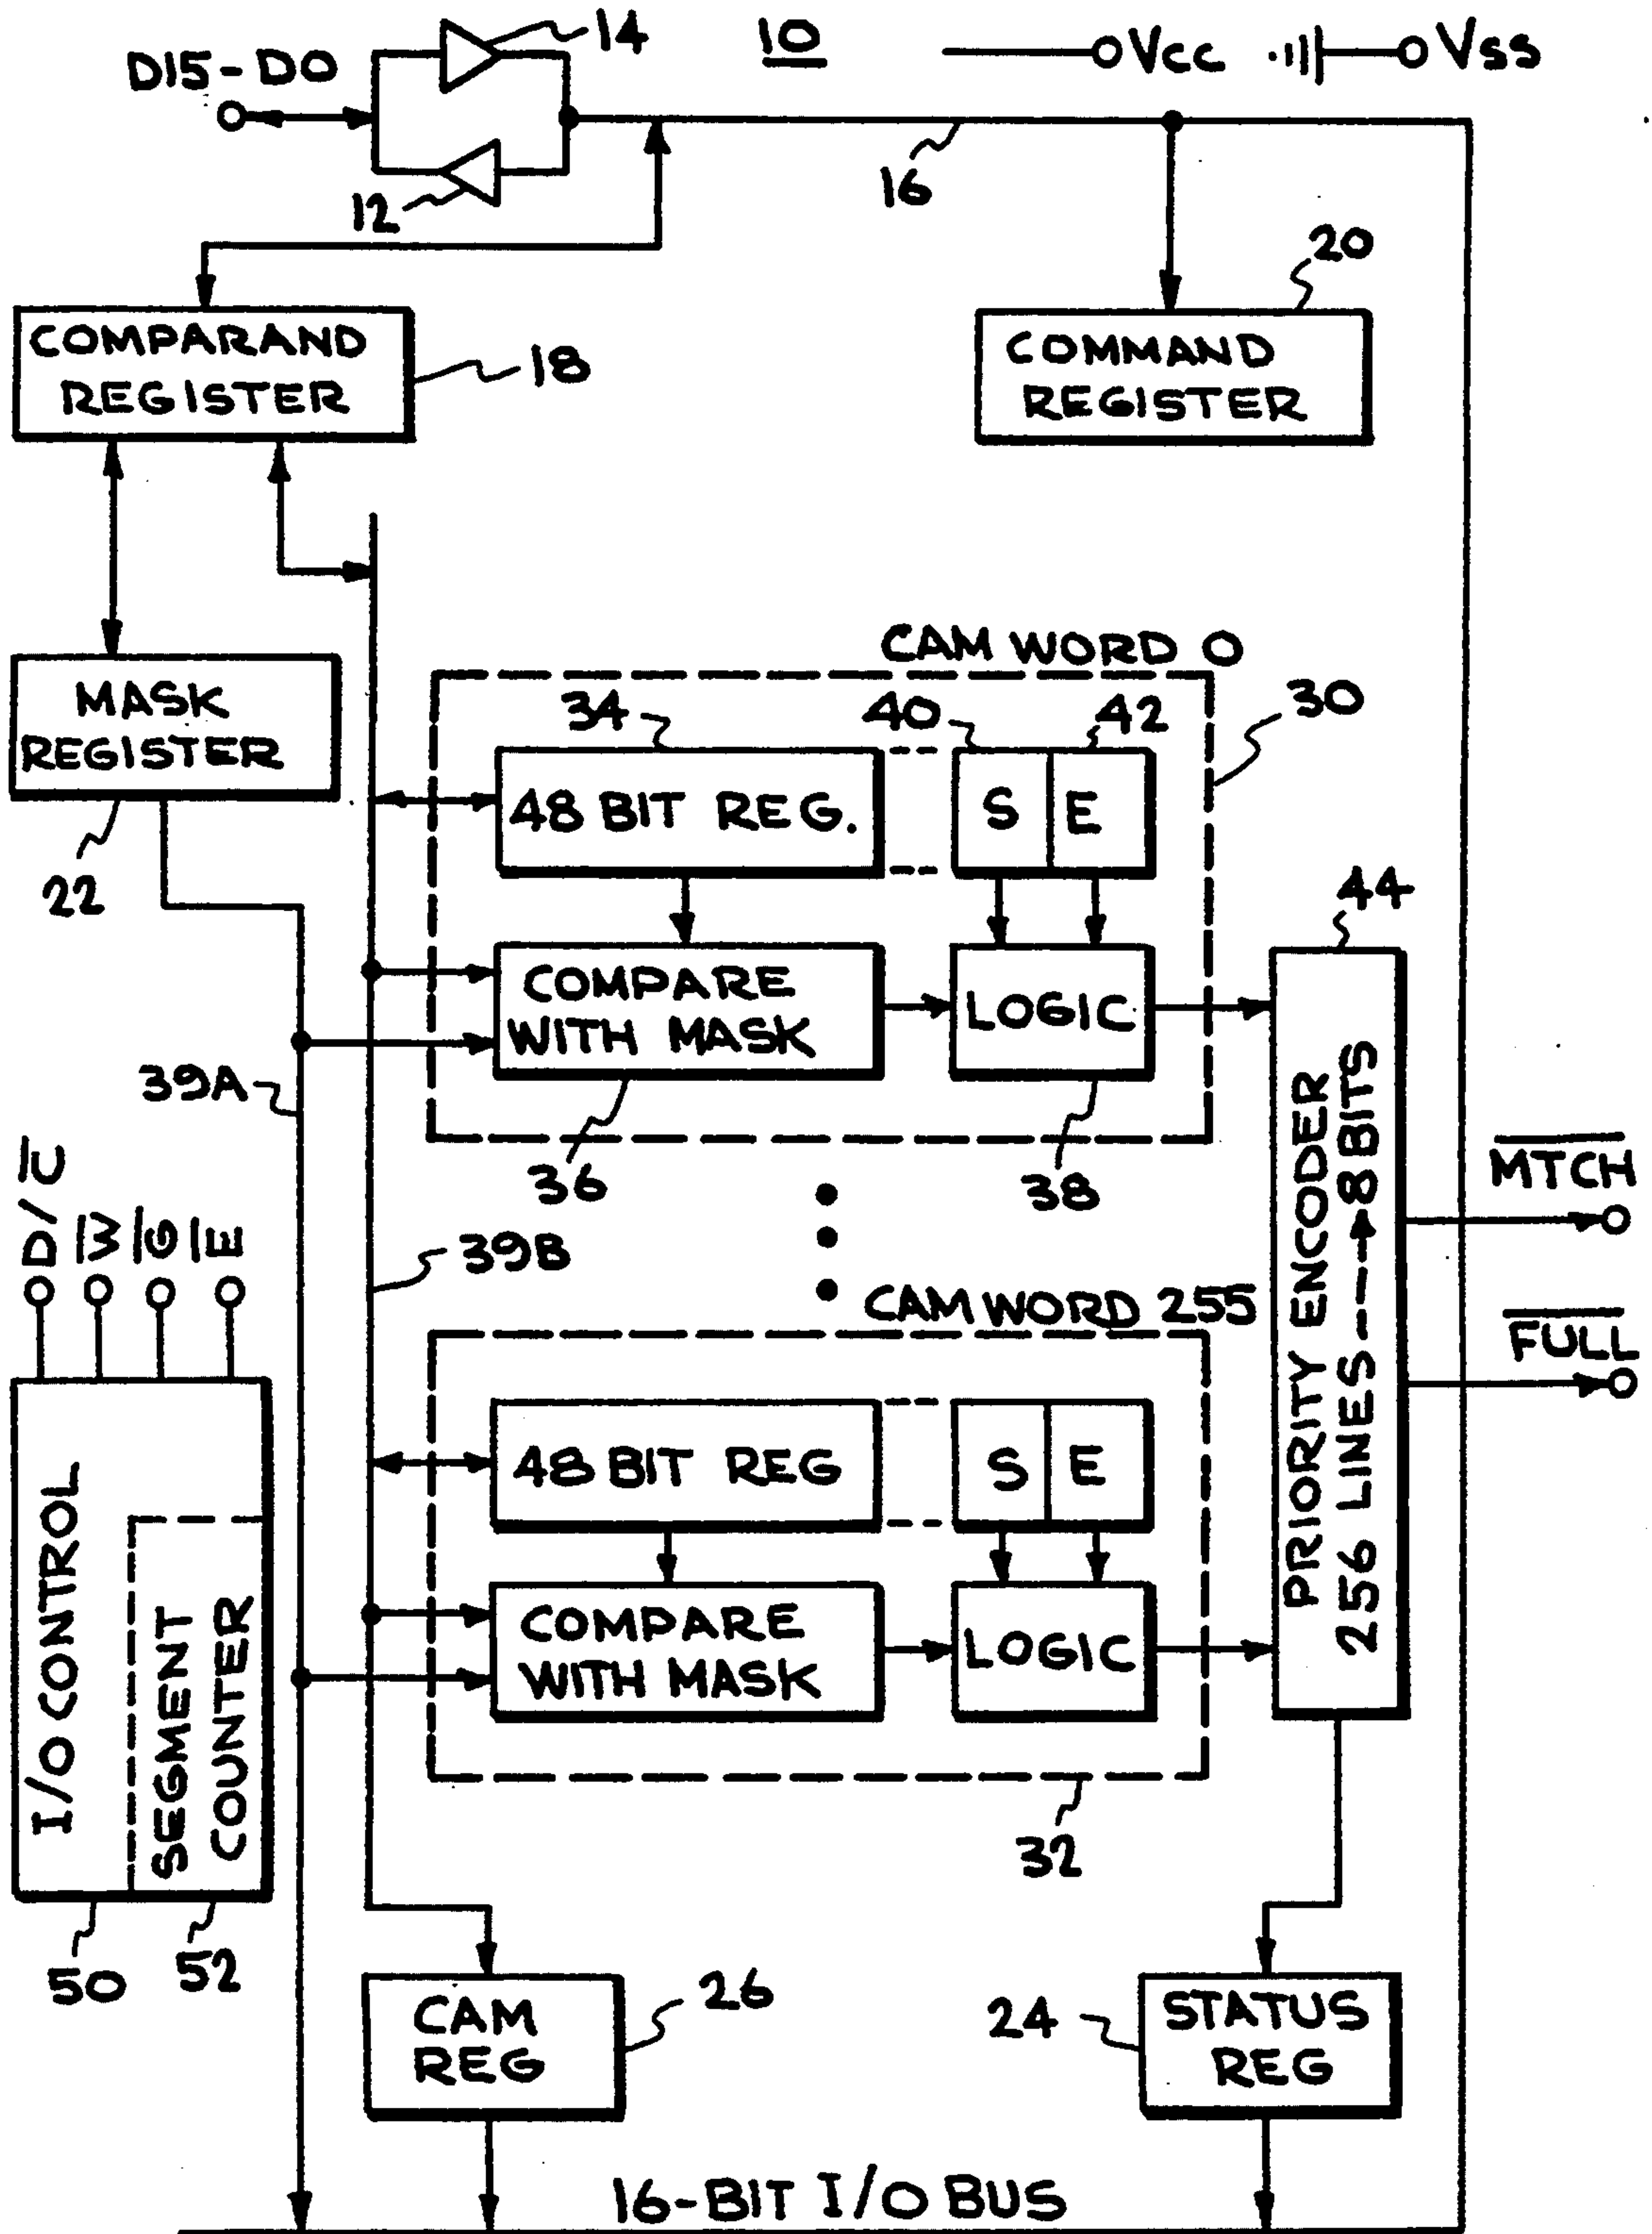 14
10
VCC
VSS
D15-D0
16
12
20
COMPARAND
REGISTER
18
COMMAND
REGISTER
CAM WORD 0
MASK
REGISTER
34
40
42
30
48 BIT REG.
S
E
22
44
COMPARE
WITH MASK
LOGIC
39A
36
38
PRIORITY ENCODER
256 LINES --→ 8 BITS
M̅T̅C̅H̅
D/C̅
W̅
G̅
E̅
39B
CAM WORD 255
F̅U̅L̅L̅
48 BIT REG
S
E
I/O CONTROL
SEGMENT
COUNTER
COMPARE
WITH MASK
LOGIC
32
50
52
CAM
REG
26
24
STATUS
REG
16-BIT I/O BUS